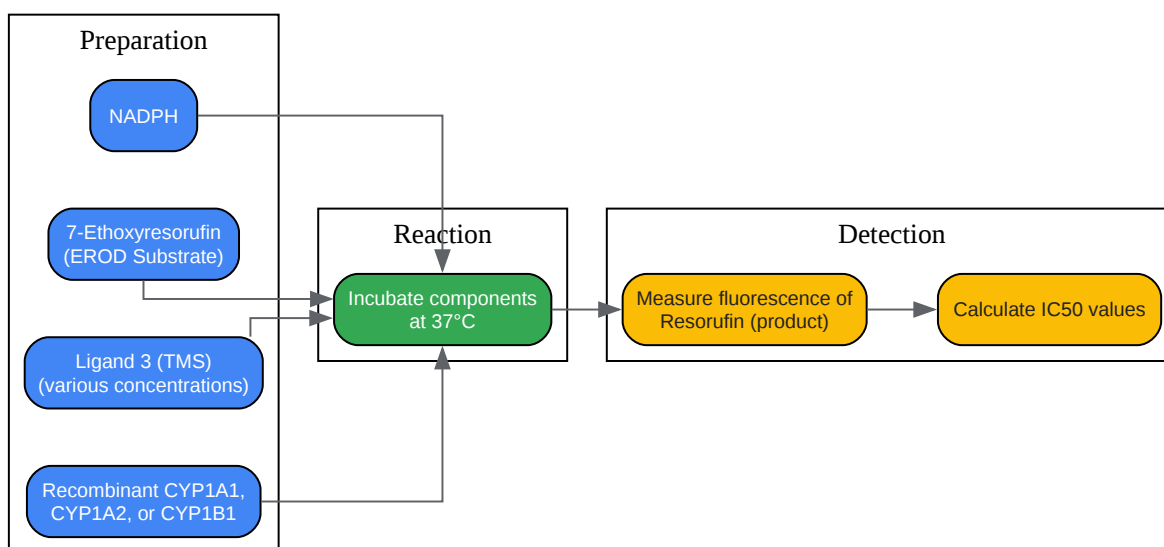 Preparation
NADPH
7-Ethoxyresorufin
(EROD Substrate)
Ligand 3 (TMS)
(various concentrations)
Recombinant CYP1A1,
CYP1A2, or CYP1B1
Reaction
Incubate components
at 37°C
Detection
Measure fluorescence of
Resorufin (product)
Calculate IC50 values